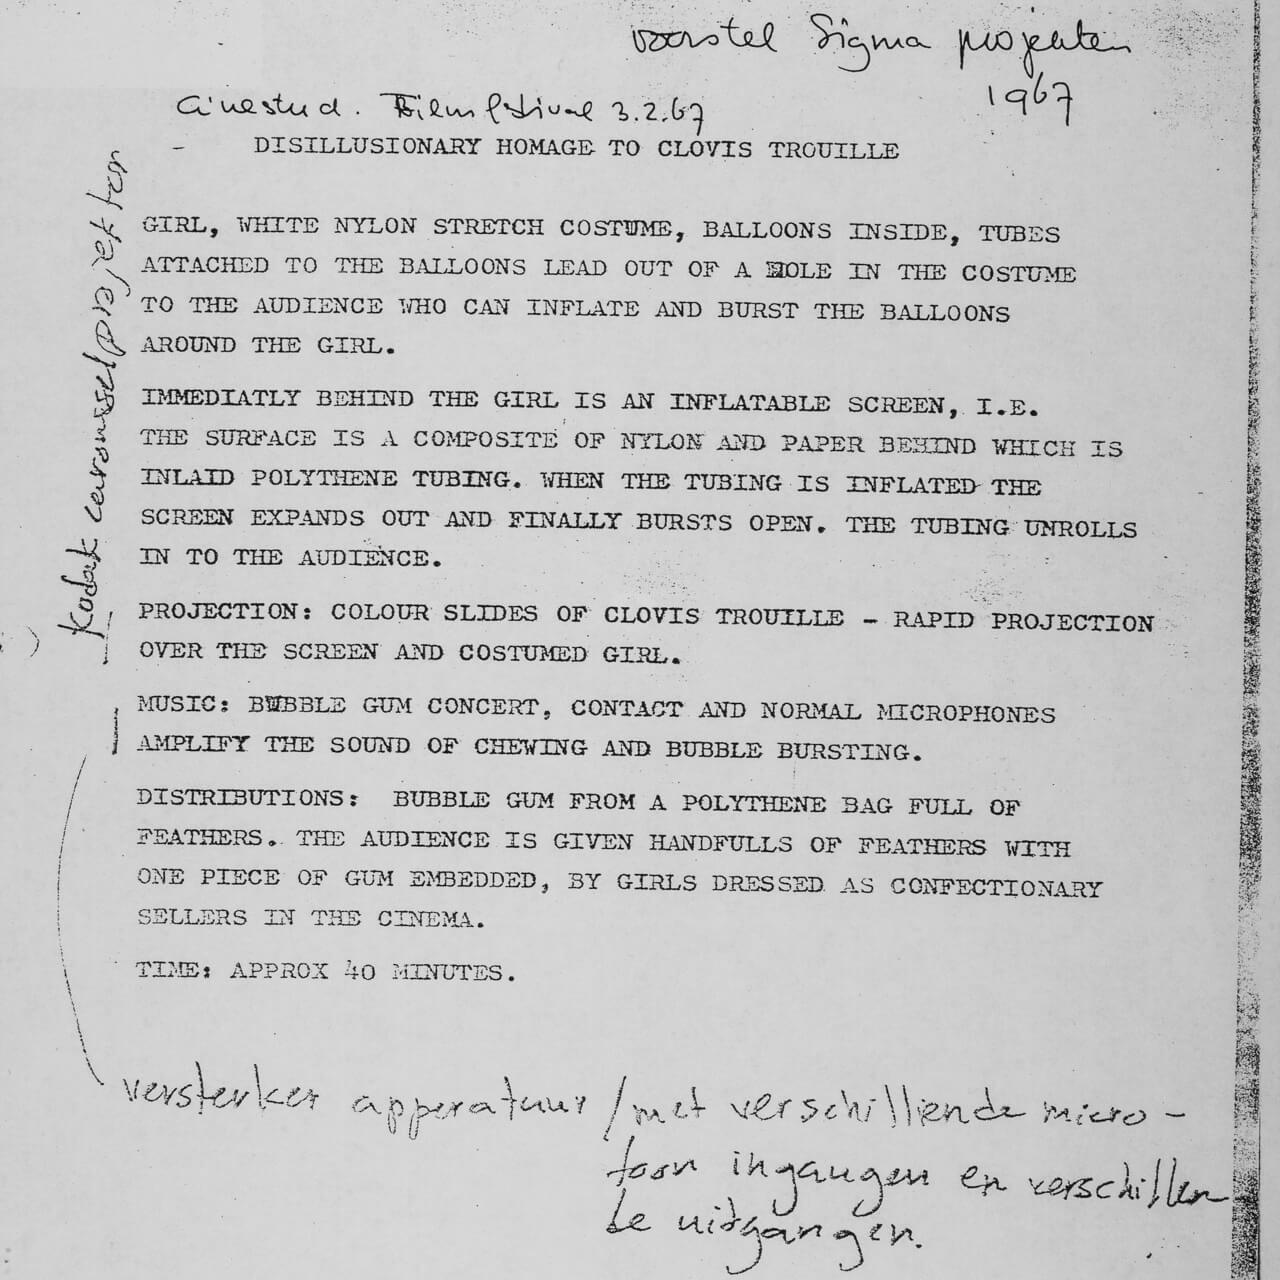 voorstel Sigma projekten
1967
Cinestud. Filmfestival 3.2.67
- DISILLUSIONARY HOMAGE TO CLOVIS TROUILLE
GIRL, WHITE NYLON STRETCH COSTUME, BALLOONS INSIDE, TUBES
ATTACHED TO THE BALLOONS LEAD OUT OF A HOLE IN THE COSTUME
TO THE AUDIENCE WHO CAN INFLATE AND BURST THE BALLOONS
AROUND THE GIRL.
IMMEDIATLY BEHIND THE GIRL IS AN INFLATABLE SCREEN, I.E.
THE SURFACE IS A COMPOSITE OF NYLON AND PAPER BEHIND WHICH IS
INLAID POLYTHENE TUBING. WHEN THE TUBING IS INFLATED THE
SCREEN EXPANDS OUT AND FINALLY BURSTS OPEN. THE TUBING UNROLLS
IN TO THE AUDIENCE.
PROJECTION: COLOUR SLIDES OF CLOVIS TROUILLE - RAPID PROJECTION
OVER THE SCREEN AND COSTUMED GIRL.
MUSIC: BUBBLE GUM CONCERT, CONTACT AND NORMAL MICROPHONES
AMPLIFY THE SOUND OF CHEWING AND BUBBLE BURSTING.
DISTRIBUTIONS: BUBBLE GUM FROM A POLYTHENE BAG FULL OF
FEATHERS. THE AUDIENCE IS GIVEN HANDFULLS OF FEATHERS WITH
ONE PIECE OF GUM EMBEDDED, BY GIRLS DRESSED AS CONFECTIONARY
SELLERS IN THE CINEMA.
TIME: APPROX 40 MINUTES.
Kodak carousselprojektor
versterker apperatuur / met verschilliende micro-
foon ingangen en verschillen
de uitgangen.